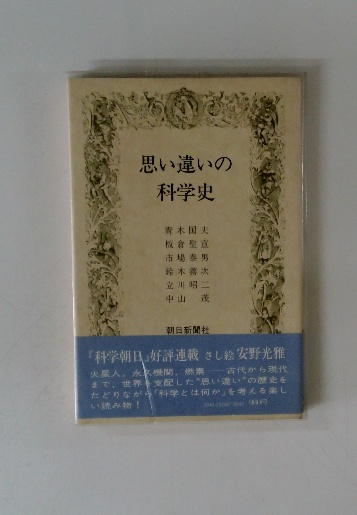 思い違いの
科学史
青木国夫
板倉聖宣
市場泰男
鈴木善次
立川昭二
中山 茂
朝日新聞社
『科学朝日』好評連載 さし絵 安野光雅
火星人、永久機関、燃素——古代から現代
まで、世界を支配した"思い違い"の歴史を
たどりながら「科学とは何か」を考える楽し
い読み物！